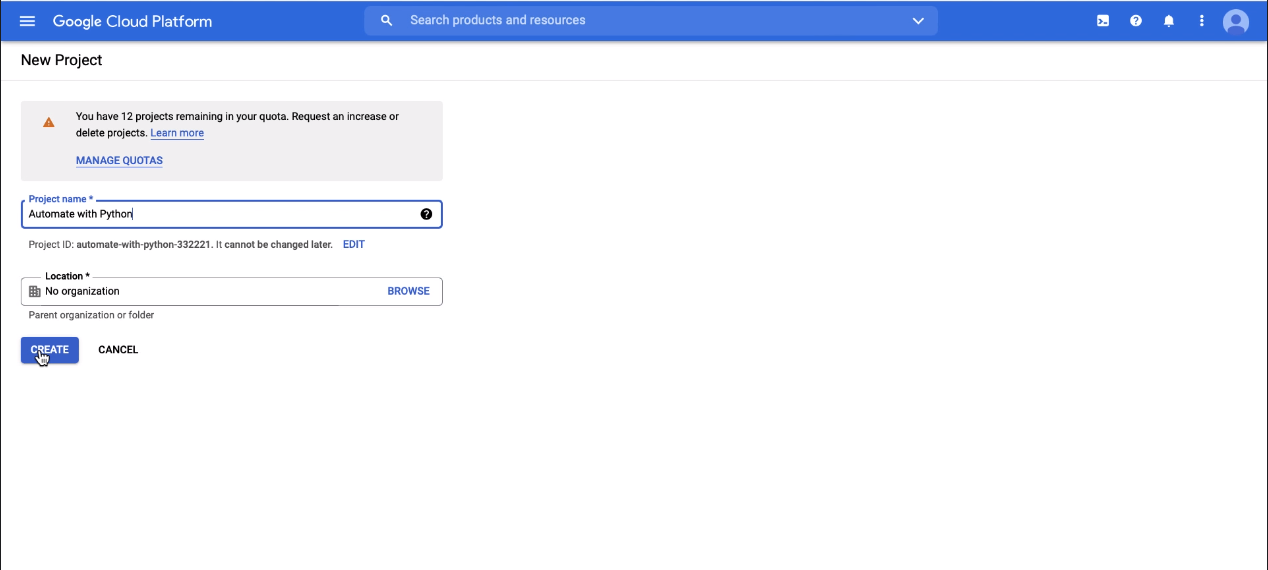 Google Cloud Platform
Search products and resources
New Project
You have 12 projects remaining in your quota. Request an increase or
delete projects. Learn more
MANAGE QUOTAS
Project name *
Automate with Python
Project ID: automate-with-python-332221. It cannot be changed later. EDIT
Location *
No organization BROWSE
Parent organization or folder
CREATE CANCEL